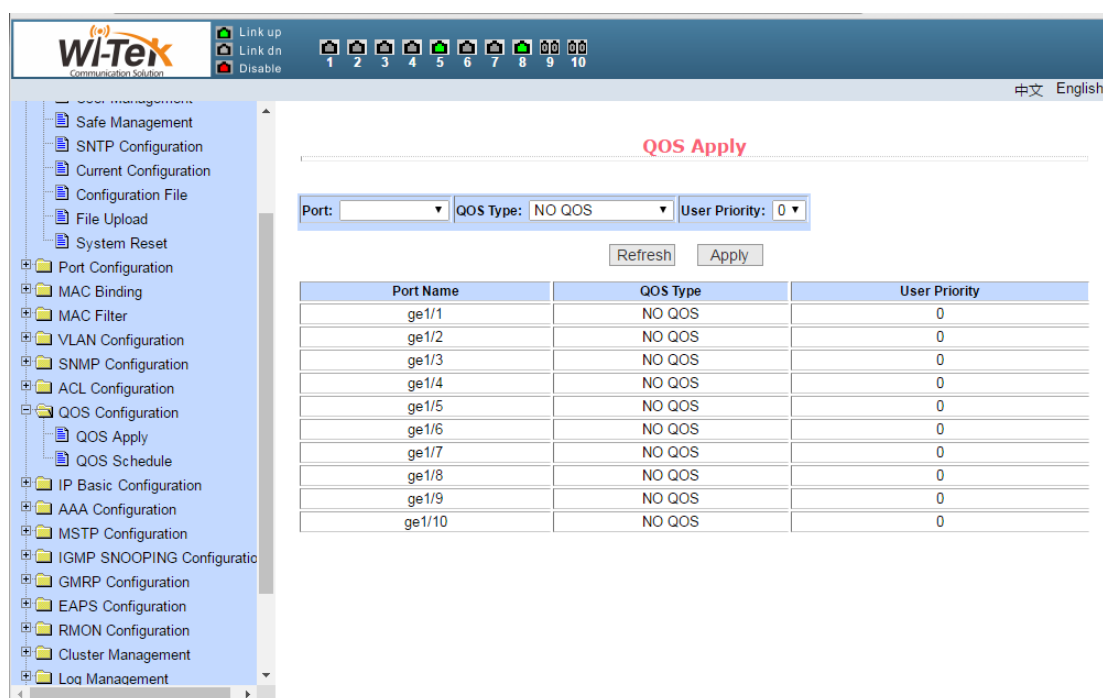 ((o))
Wi-Tek
Communication Solution
Link up
Link dn
Disable
1 2 3 4 5 6 7 8 9 10
中文 English
User Management
Safe Management
SNTP Configuration
Current Configuration
Configuration File
File Upload
System Reset
Port Configuration
MAC Binding
MAC Filter
VLAN Configuration
SNMP Configuration
ACL Configuration
QOS Configuration
QOS Apply
QOS Schedule
IP Basic Configuration
AAA Configuration
MSTP Configuration
IGMP SNOOPING Configuratio
GMRP Configuration
EAPS Configuration
RMON Configuration
Cluster Management
Log Management
QOS Apply
Port: QOS Type: NO QOS User Priority: 0
Refresh Apply
Port Name QOS Type User Priority
ge1/1 NO QOS 0
ge1/2 NO QOS 0
ge1/3 NO QOS 0
ge1/4 NO QOS 0
ge1/5 NO QOS 0
ge1/6 NO QOS 0
ge1/7 NO QOS 0
ge1/8 NO QOS 0
ge1/9 NO QOS 0
ge1/10 NO QOS 0